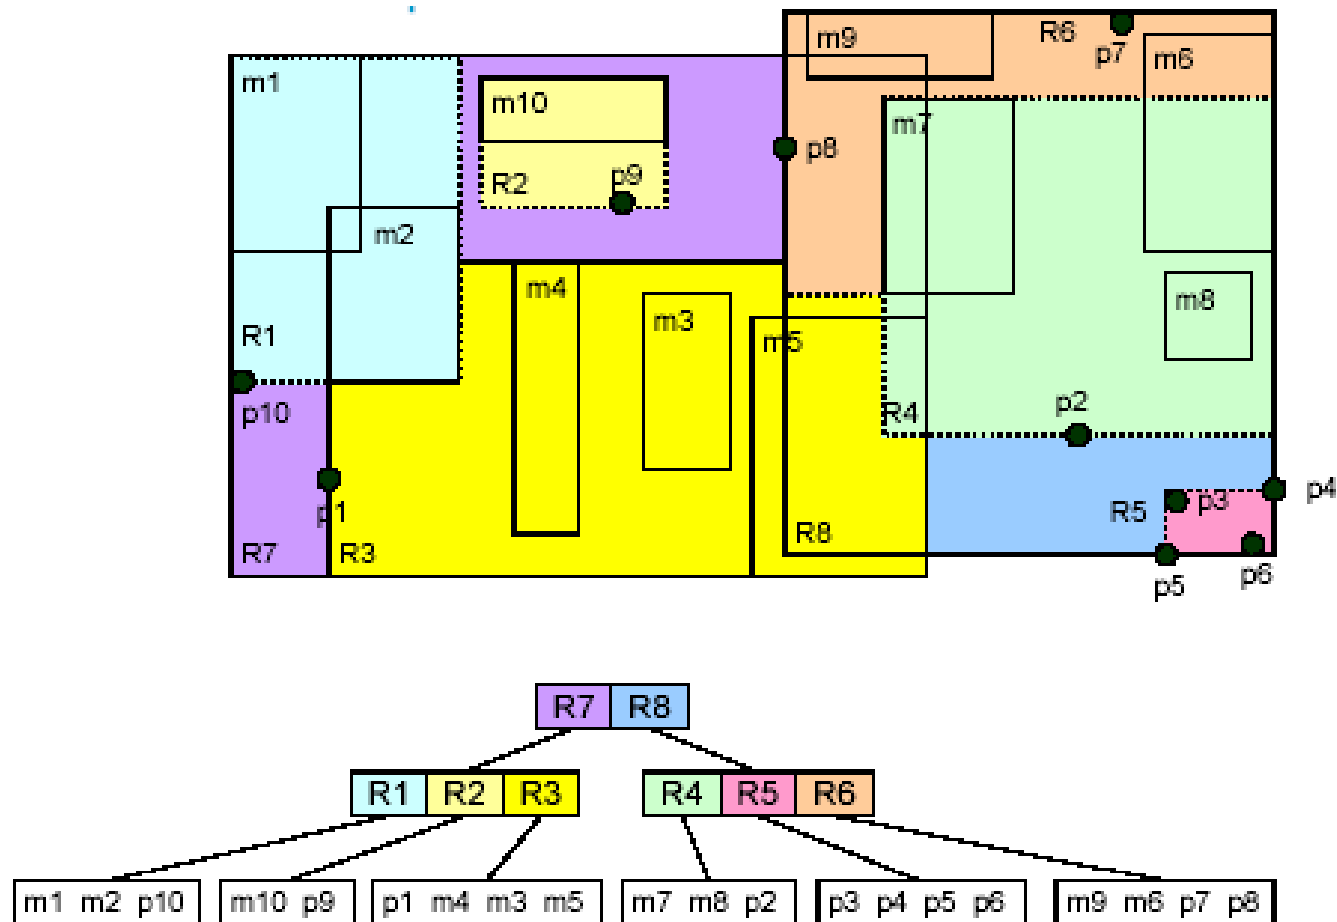 m9 R6 p7 m6
m1
m10
m7
p8
R2 p9
m2
m4 m8
m3
R1 m5
p10 R4 p2
p4
p1 R5 p3
R7 R3 R8
p5 p6
R7 R8
R1 R2 R3 R4 R5 R6
m1 m2 p10 m10 p9 p1 m4 m3 m5 m7 m8 p2 p3 p4 p5 p6 m9 m6 p7 p8